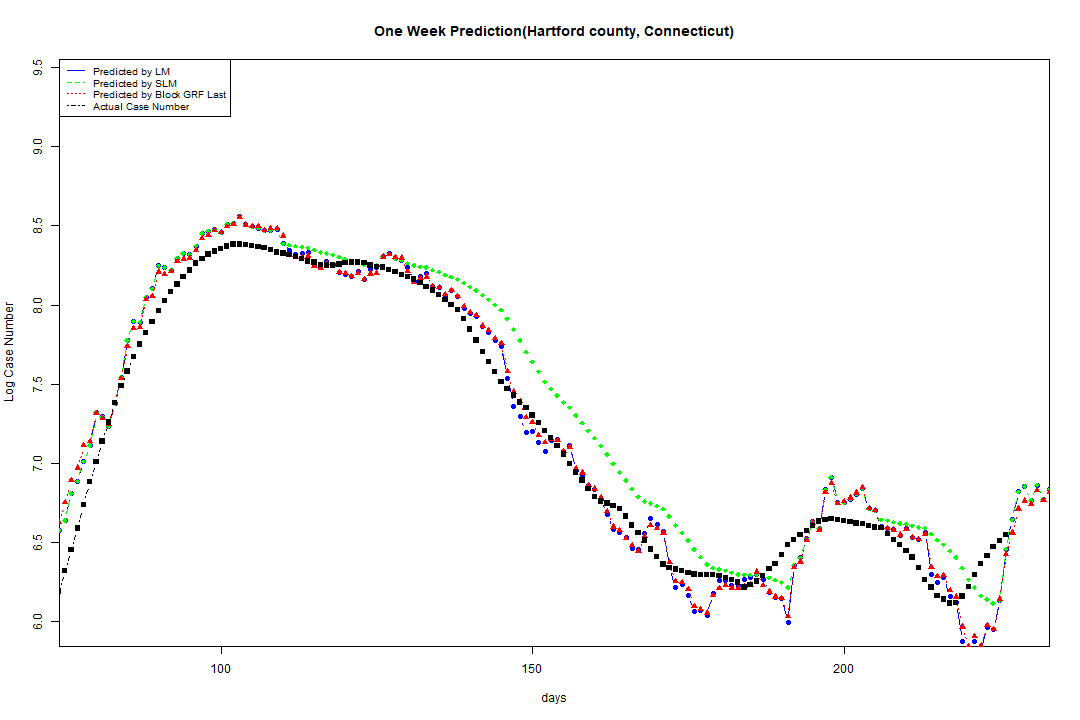 One Week Prediction(Hartford county, Connecticut)
Predicted by LM
Predicted by SLM
Predicted by Block GRF Last
Actual Case Number
9.5
9.0
8.5
8.0
7.5
7.0
6.5
6.0
Log Case Number
100
150
200
days